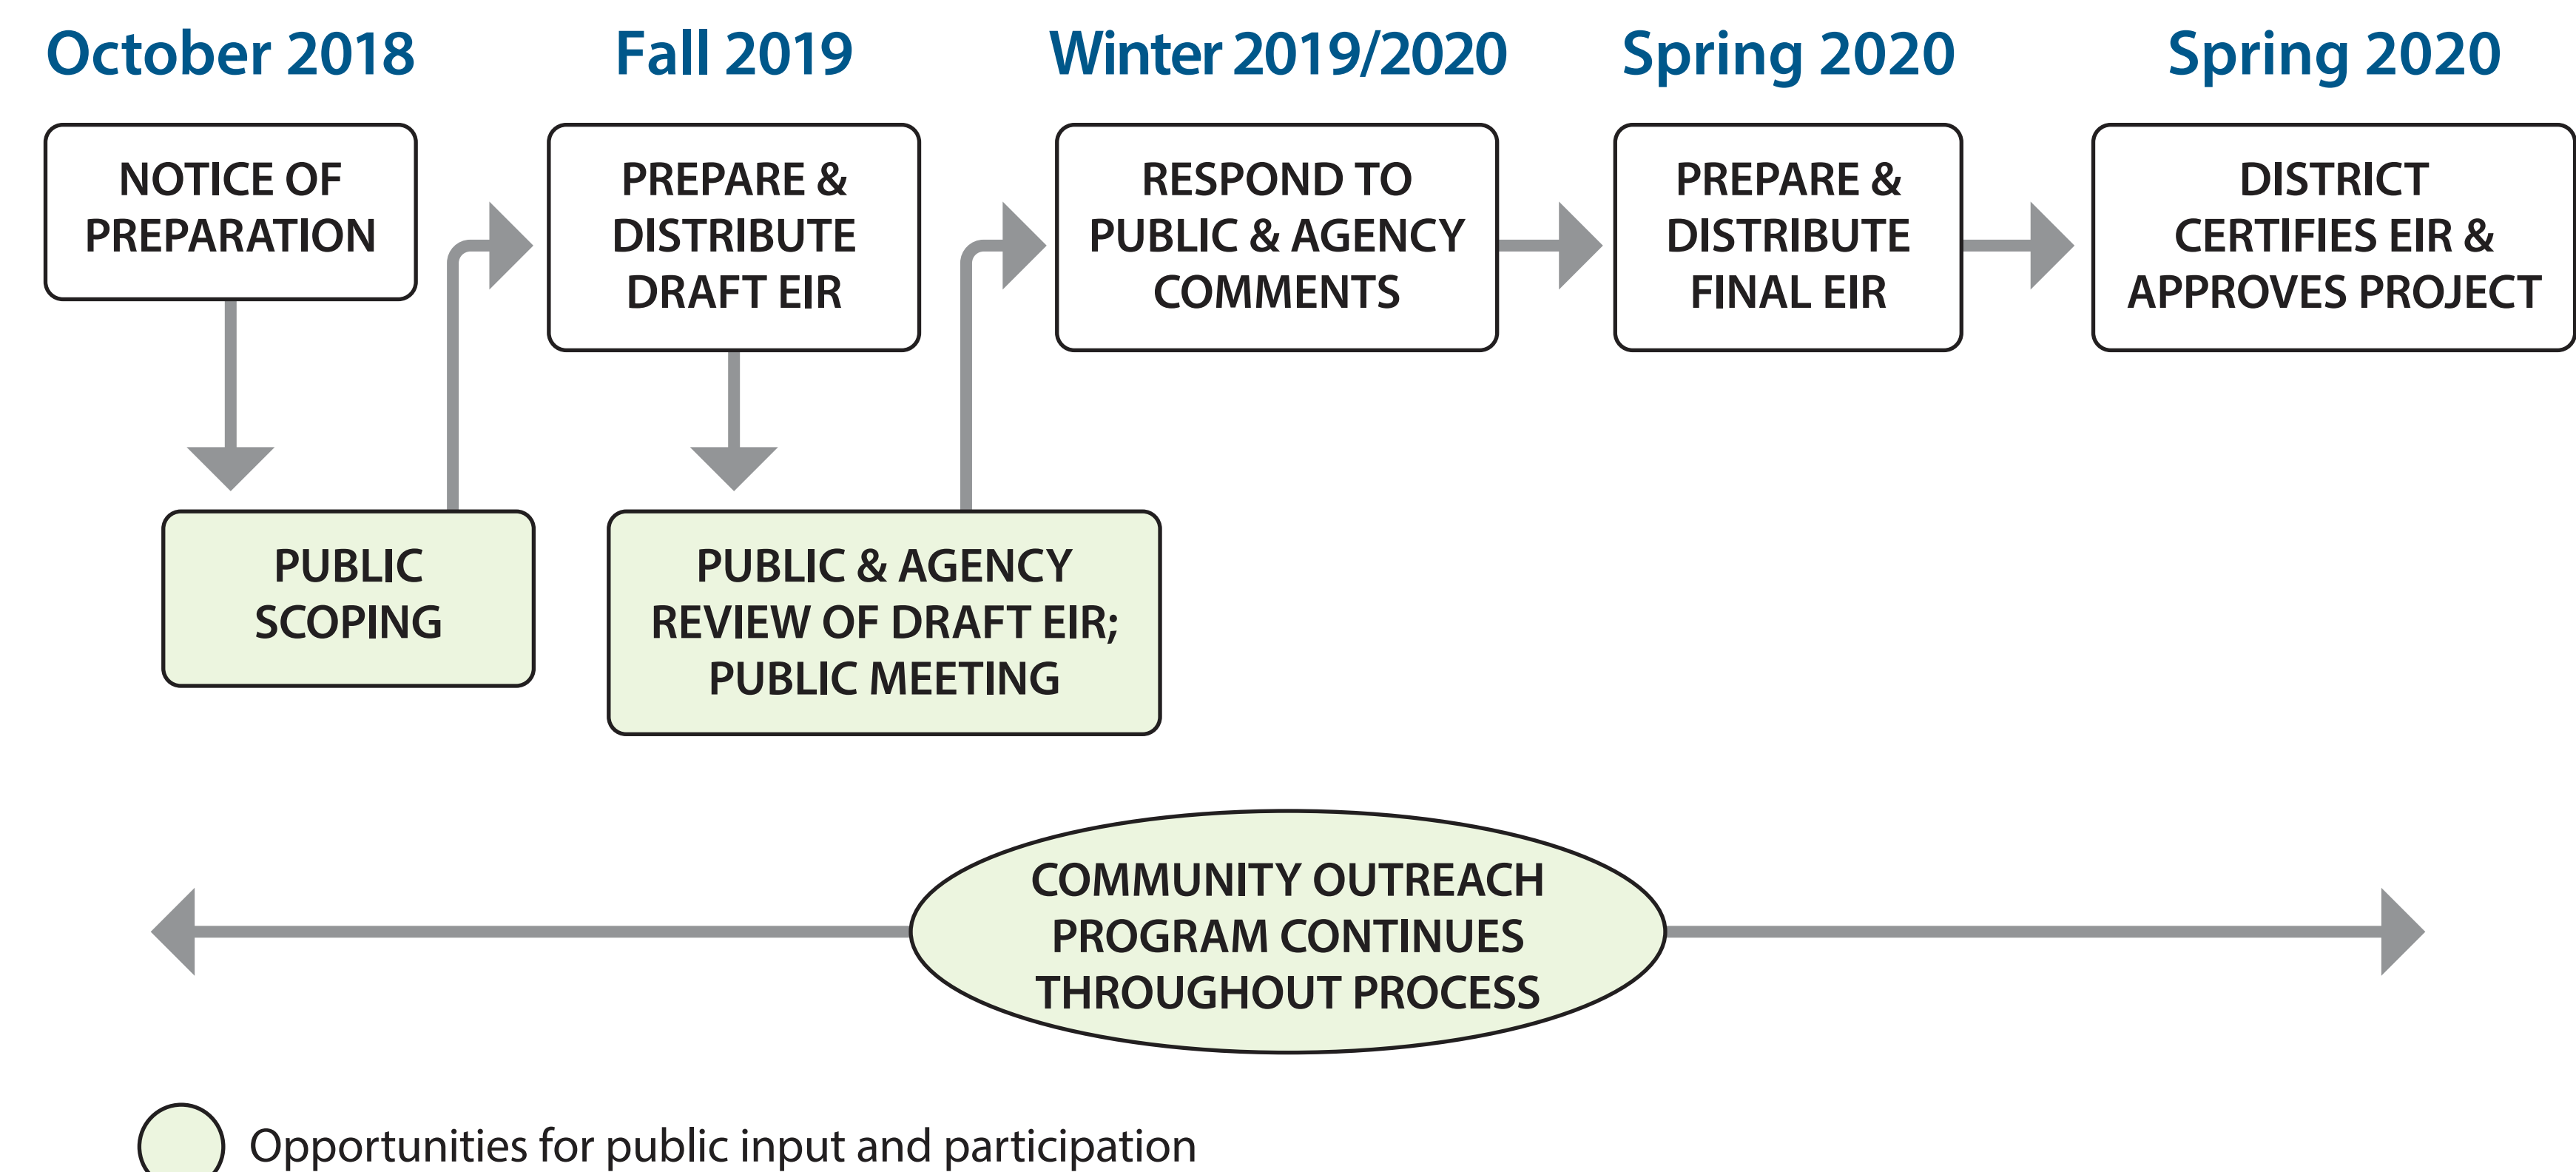 October 2018
Fall 2019
Winter 2019/2020
Spring 2020
Spring 2020
NOTICE OF
PREPARATION
PREPARE &
DISTRIBUTE
DRAFT EIR
RESPOND TO
PUBLIC & AGENCY
COMMENTS
PREPARE &
DISTRIBUTE
FINAL EIR
DISTRICT
CERTIFIES EIR &
APPROVES PROJECT
PUBLIC
SCOPING
PUBLIC & AGENCY
REVIEW OF DRAFT EIR;
PUBLIC MEETING
COMMUNITY OUTREACH
PROGRAM CONTINUES
THROUGHOUT PROCESS
Opportunities for public input and participation